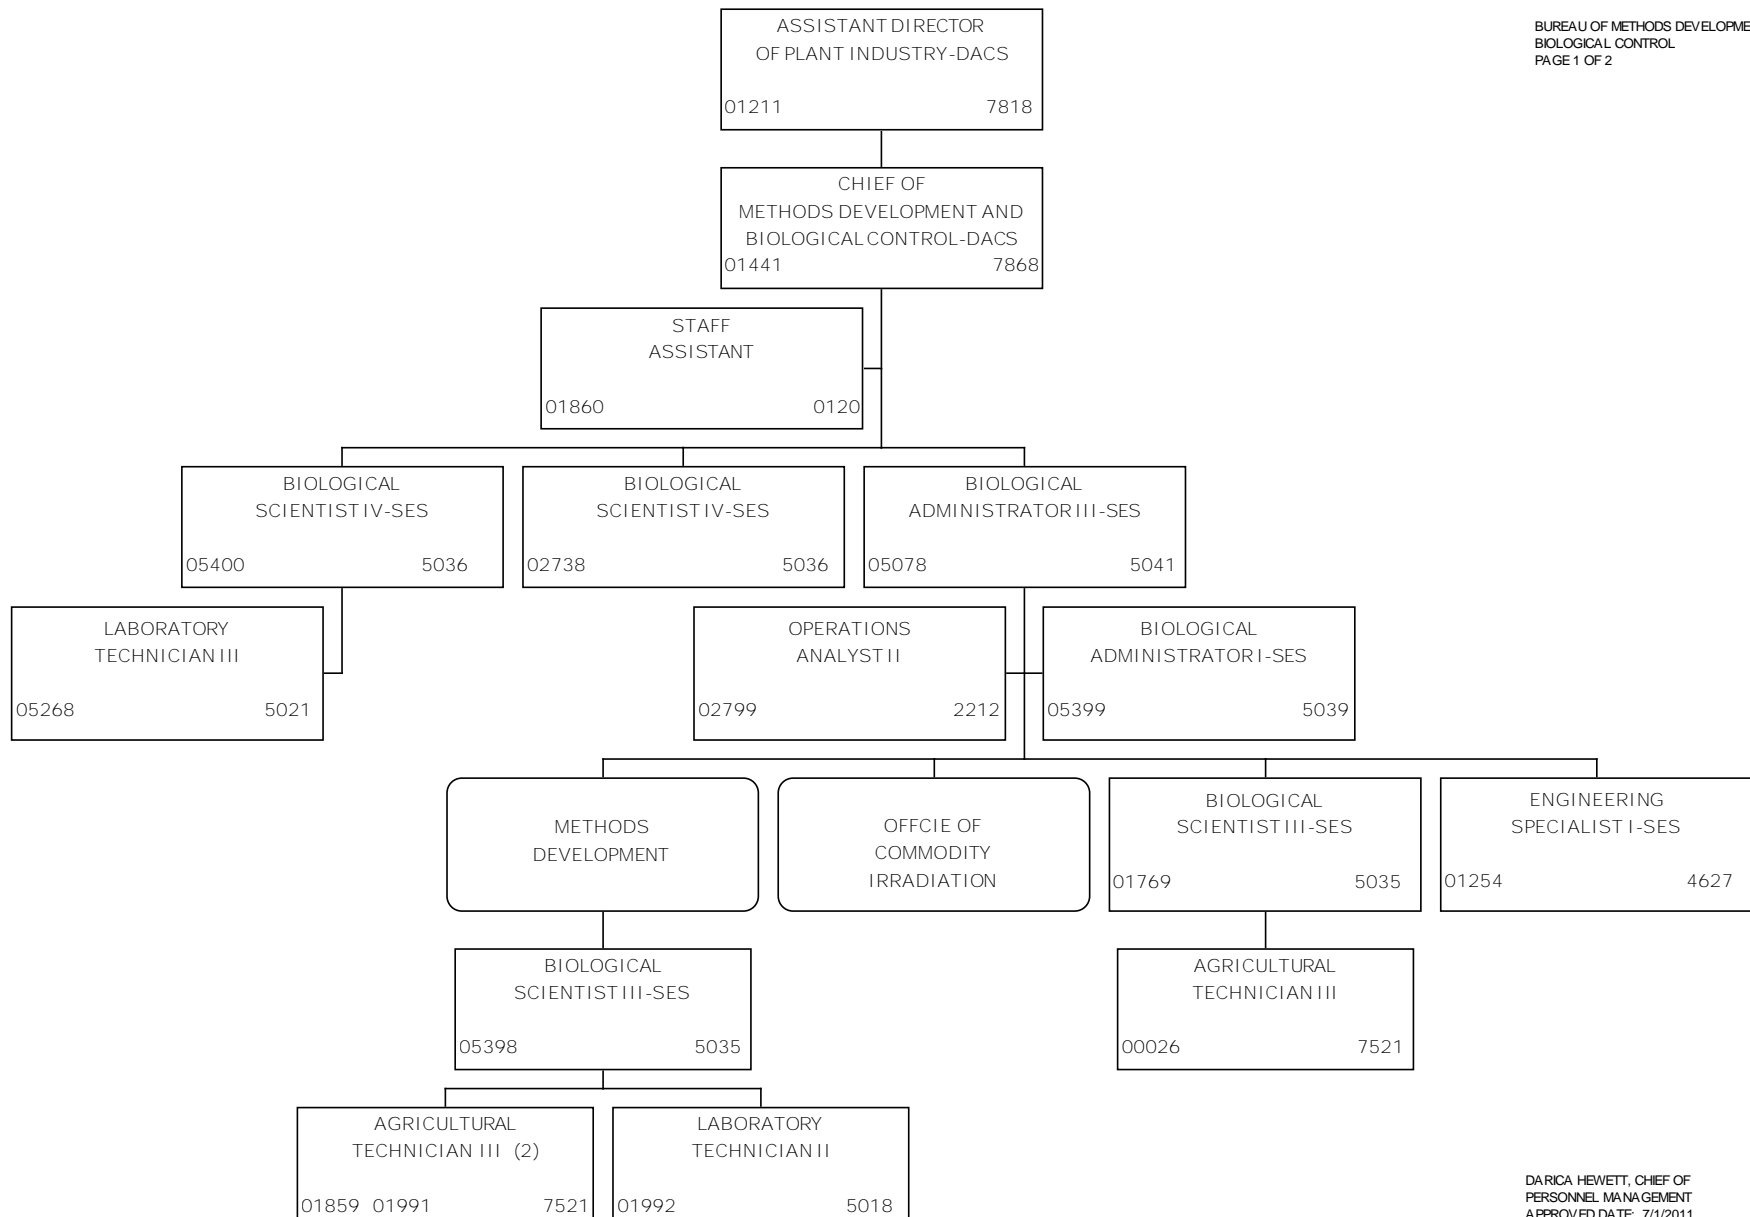 BUREAU OF METHODS DEVELOPME
BIOLOGICAL CONTROL
PAGE 1 OF 2
ASSISTANT DIRECTOR
OF PLANT INDUSTRY-DACS
01211 7818
CHIEF OF
METHODS DEVELOPMENT AND
BIOLOGICAL CONTROL-DACS
01441 7868
STAFF
ASSISTANT
01860 0120
BIOLOGICAL
SCIENTIST IV-SES
05400 5036
BIOLOGICAL
SCIENTIST IV-SES
02738 5036
BIOLOGICAL
ADMINISTRATOR III-SES
05078 5041
LABORATORY
TECHNICIAN III
05268 5021
OPERATIONS
ANALYST II
02799 2212
BIOLOGICAL
ADMINISTRATOR I-SES
05399 5039
METHODS
DEVELOPMENT
OFFCIE OF
COMMODITY
IRRADIATION
BIOLOGICAL
SCIENTIST III-SES
01769 5035
ENGINEERING
SPECIALIST I-SES
01254 4627
BIOLOGICAL
SCIENTIST III-SES
05398 5035
AGRICULTURAL
TECHNICIAN III
00026 7521
AGRICULTURAL
TECHNICIAN III (2)
01859 01991 7521
LABORATORY
TECHNICIAN II
01992 5018
DARICA HEWETT, CHIEF OF
PERSONNEL MANAGEMENT
APPROVED DATE: 7/1/2011